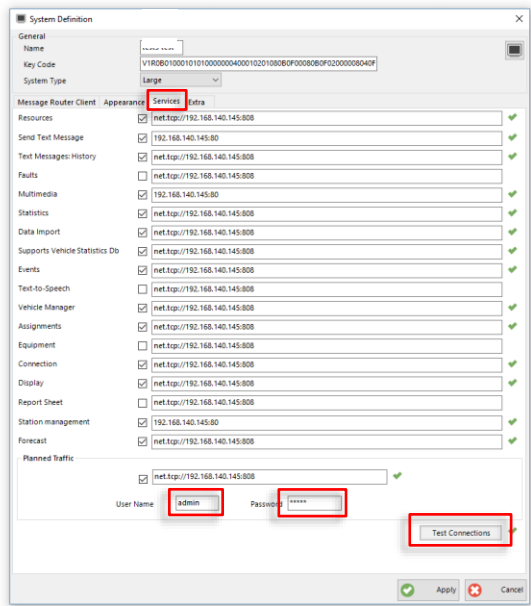 System Definition
General
Name
Key Code V1R0B01000101010000000400010201080B0F00080B0F02000008040F
System Type Large
Message Router Client Appearance Services Extra
Resources net.tcp://192.168.140.145:808
Send Text Message 192.168.140.145:80
Text Messages: History net.tcp://192.168.140.145:808
Faults net.tcp://192.168.140.145:808
Multimedia 192.168.140.145:80
Statistics net.tcp://192.168.140.145:808
Data Import net.tcp://192.168.140.145:808
Supports Vehicle Statistics Db net.tcp://192.168.140.145:808
Events net.tcp://192.168.140.145:808
Text-to-Speech net.tcp://192.168.140.145:808
Vehicle Manager net.tcp://192.168.140.145:808
Assignments net.tcp://192.168.140.145:808
Equipment net.tcp://192.168.140.145:808
Connection net.tcp://192.168.140.145:808
Display net.tcp://192.168.140.145:808
Report Sheet net.tcp://192.168.140.145:808
Station management 192.168.140.145:80
Forecast net.tcp://192.168.140.145:808
Planned Traffic
net.tcp://192.168.140.145:808
User Name admin Password *****
Test Connections
Apply Cancel